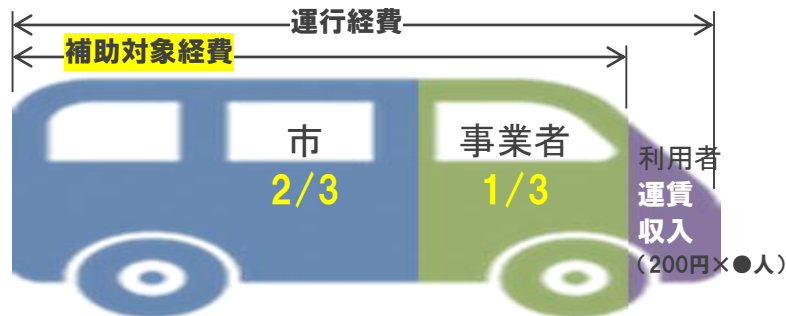 運行経費
補助対象経費
市
2/3
事業者
1/3
利用者
運賃
収入
(200円×●人)